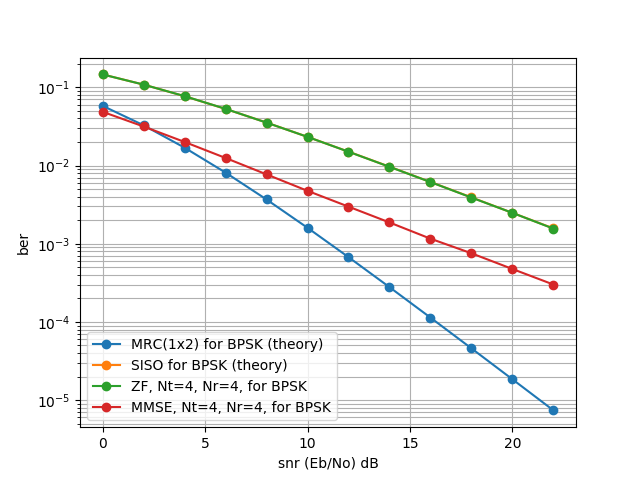 10⁻¹
10⁻²
10⁻³
10⁻⁴
10⁻⁵
ber
MRC(1x2) for BPSK (theory)
SISO for BPSK (theory)
ZF, Nt=4, Nr=4, for BPSK
MMSE, Nt=4, Nr=4, for BPSK
0 5 10 15 20
snr (Eb/No) dB